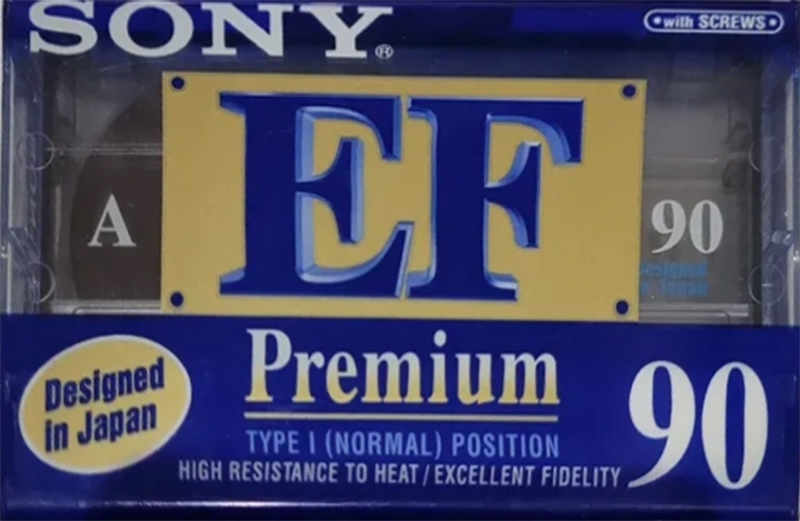 SONY®
with SCREWS
EF
A
90
Designed
in Japan
Premium
Designed
in Japan
TYPE I (NORMAL) POSITION
HIGH RESISTANCE TO HEAT/EXCELLENT FIDELITY
90